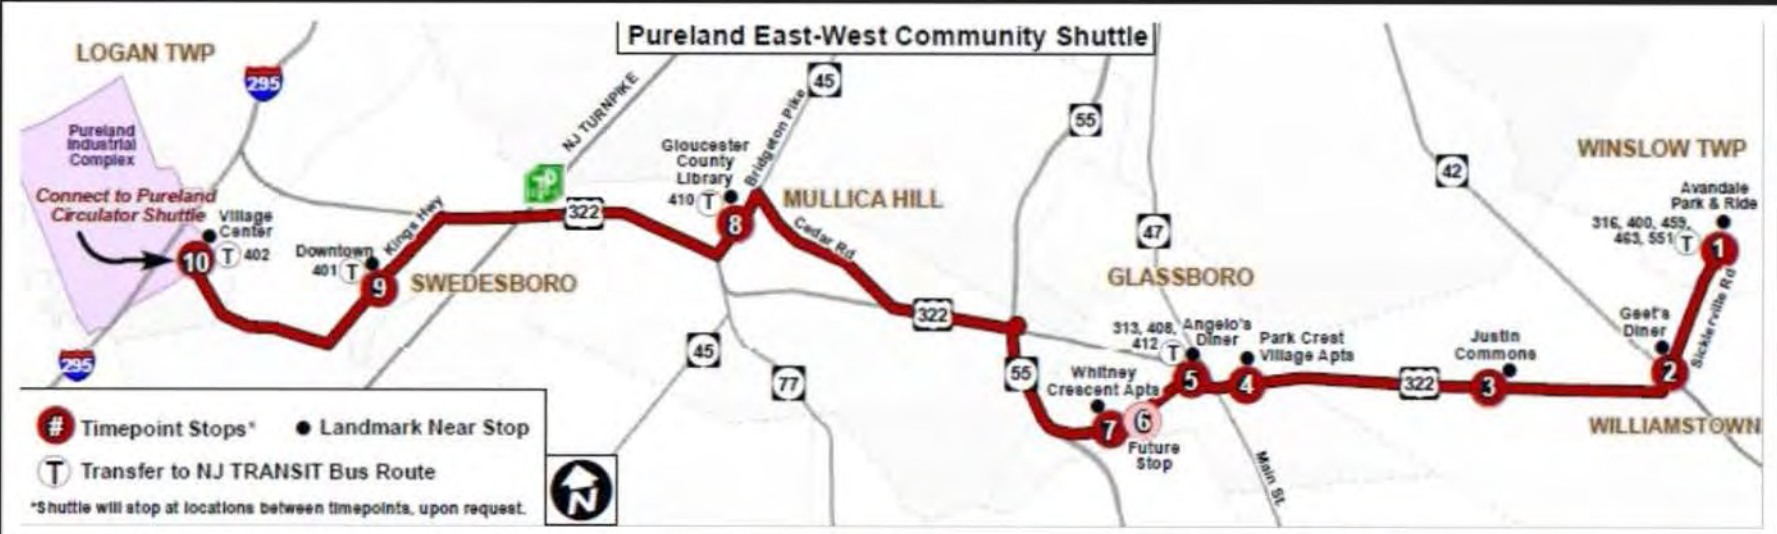 Pureland East-West Community Shuttle
LOGAN TWP
295
Pureland
Industrial
Complex
Connect to Pureland
Circulator Shuttle
Village
Center
10
T 402
Downtown
401 T
Kings Hwy
9
SWEDESBORO
295
NJ TURNPIKE
322
Gloucester
County
Library
410 T
8
Bridgeton Pike
45
MULLICA HILL
Cedar Rd
322
45
77
55
55
47
GLASSBORO
313, 408,
412 T
Angelo's
Diner
5
Whitney
Crescent Apts
7
6
Future
Stop
Park Crest
Village Apts
4
Main St.
322
Justin
Commons
3
42
WINSLOW TWP
Avandale
Park & Ride
316, 400, 459,
463, 551 T
1
Sicklerville Rd
Geet's
Diner
2
WILLIAMSTOWN
# Timepoint Stops*
Landmark Near Stop
T Transfer to NJ TRANSIT Bus Route
*Shuttle will stop at locations between timepoints, upon request.
N